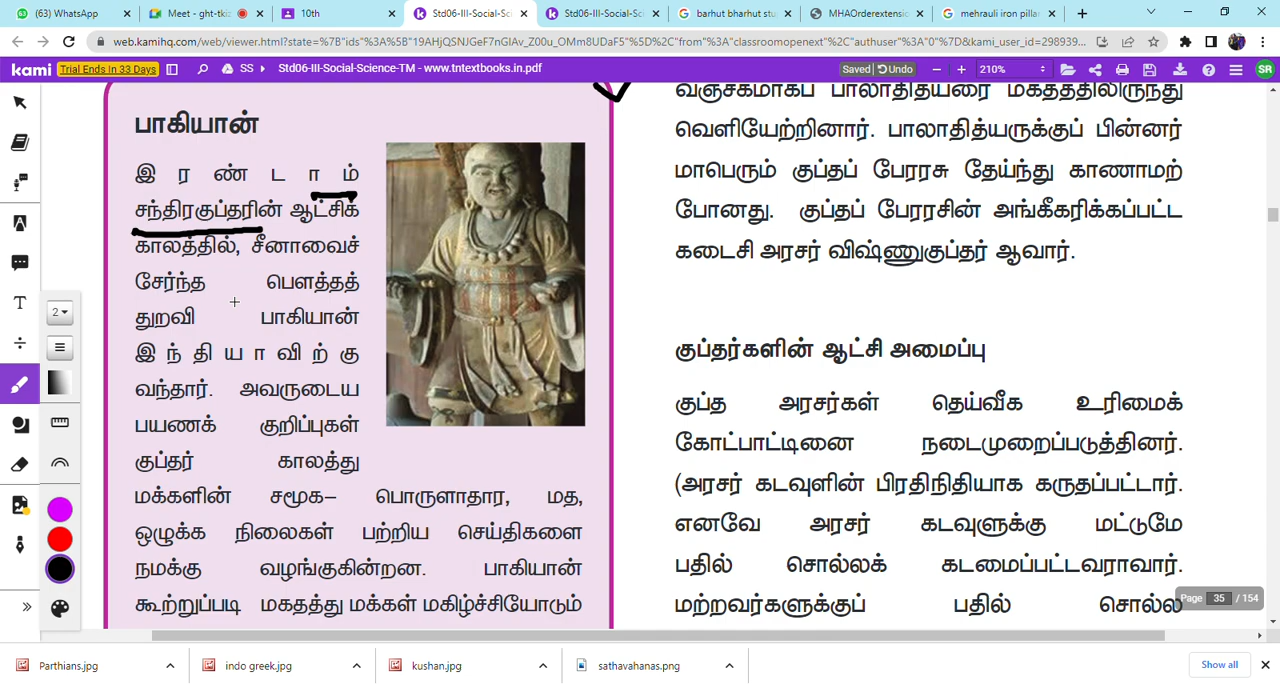 (63) WhatsApp
Meet - ght-tkiz
10th
Std06-III-Social-Sci
Std06-III-Social-Sci
barhut bharhut stu
MHAOrderextensio
mehrauli iron pillar
web.kamihq.com/web/viewer.html?state=%7B"ids"%3A%5B"19AHjQSNJGeF7nGIAv_Z00u_OMm8UDaF5"%5D%2C"from"%3A"classroomopenext"%2C"authuser"%3A"0"%7D&kami_user_id=298939...
kami
Trial Ends In 33 Days
SS
Std06-III-Social-Science-TM - www.tntextbooks.in.pdf
Saved
Undo
210%
SR
பாகியான்
இ ர ண் ட ா ம்
சந்திரகுப்தரின் ஆட்சிக்
காலத்தில், சீனாவைச்
சேர்ந்த பௌத்தத்
துறவி பாகியான்
இ ந் தி யா வி ற் கு
வந்தார். அவருடைய
பயணக் குறிப்புகள்
குப்தர் காலத்து
மக்களின் சமூக– பொருளாதார, மத,
ஒழுக்க நிலைகள் பற்றிய செய்திகளை
நமக்கு வழங்குகின்றன. பாகியான்
கூற்றுப்படி மகதத்து மக்கள் மகிழ்ச்சியோடும்
வஞ்சகமாகப் பாலாதித்யரை மகதத்திலிருந்து
வெளியேற்றினார். பாலாதித்யருக்குப் பின்னர்
மாபெரும் குப்தப் பேரரசு தேய்ந்து காணாமற்
போனது. குப்தப் பேரரசின் அங்கீகரிக்கப்பட்ட
கடைசி அரசர் விஷ்ணுகுப்தர் ஆவார்.
குப்தர்களின் ஆட்சி அமைப்பு
குப்த அரசர்கள் தெய்வீக உரிமைக்
கோட்பாட்டினை நடைமுறைப்படுத்தினர்.
(அரசர் கடவுளின் பிரதிநிதியாக கருதப்பட்டார்.
எனவே அரசர் கடவுளுக்கு மட்டுமே
பதில் சொல்லக் கடமைப்பட்டவராவார்.
மற்றவர்களுக்குப் பதில் சொல்ல
Page 35 / 154
2
T
Parthians.jpg
indo greek.jpg
kushan.jpg
sathavahanas.png
Show all